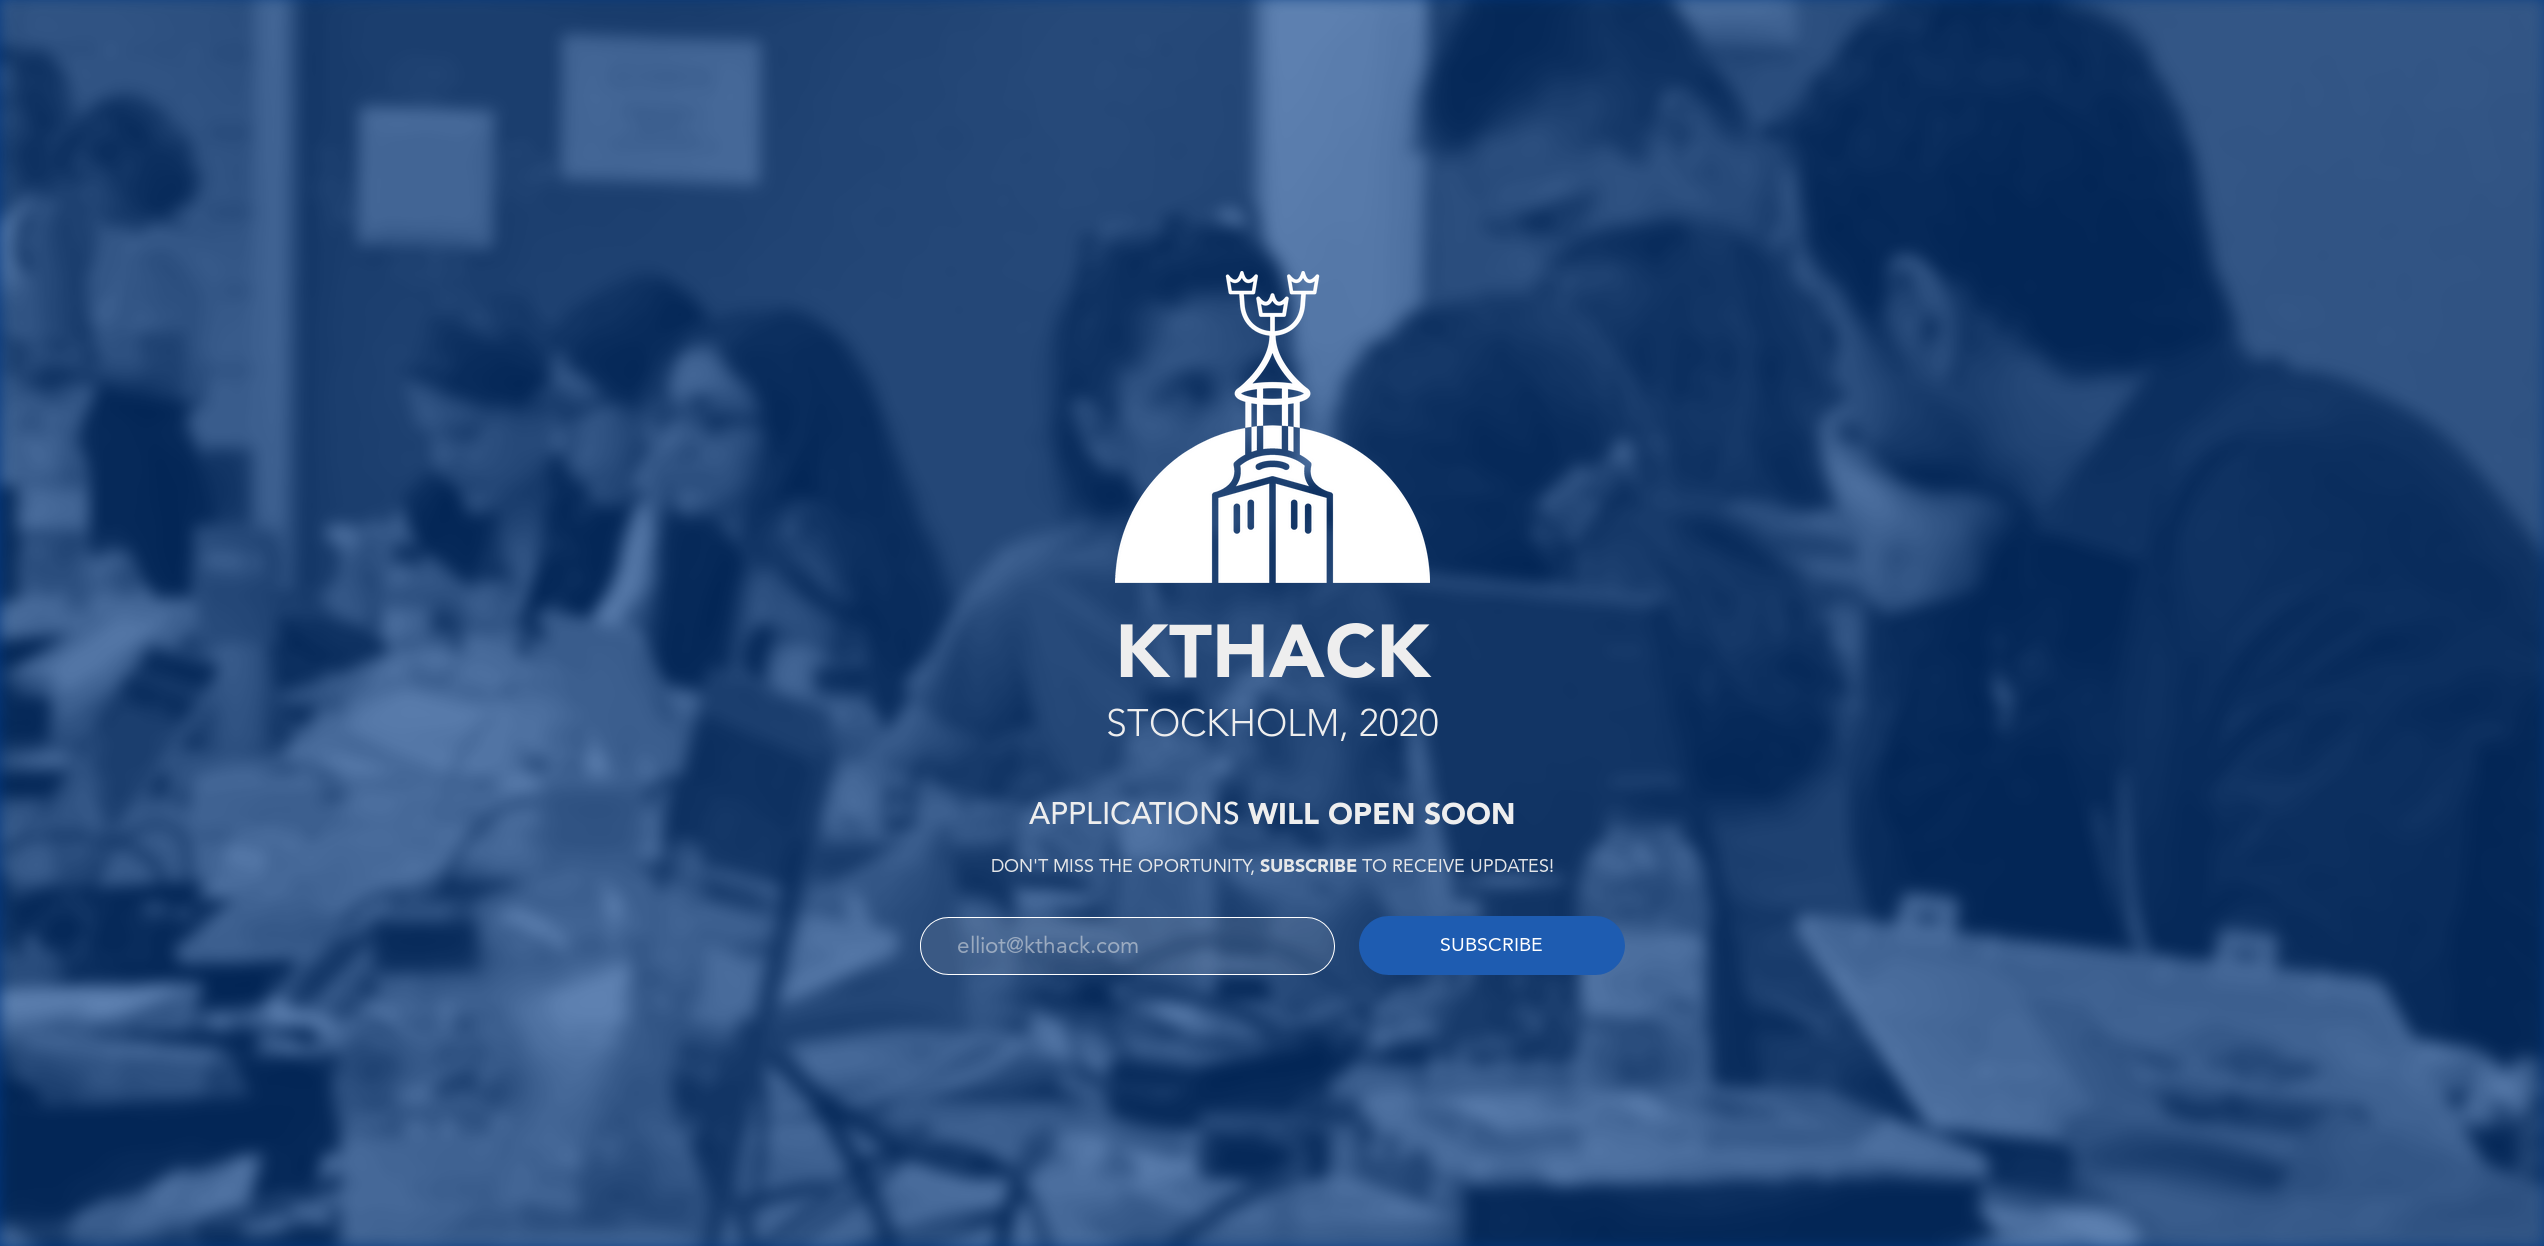 KTHACK
STOCKHOLM, 2020
APPLICATIONS WILL OPEN SOON
DON'T MISS THE OPORTUNITY, SUBSCRIBE TO RECEIVE UPDATES!
elliot@kthack.com
SUBSCRIBE